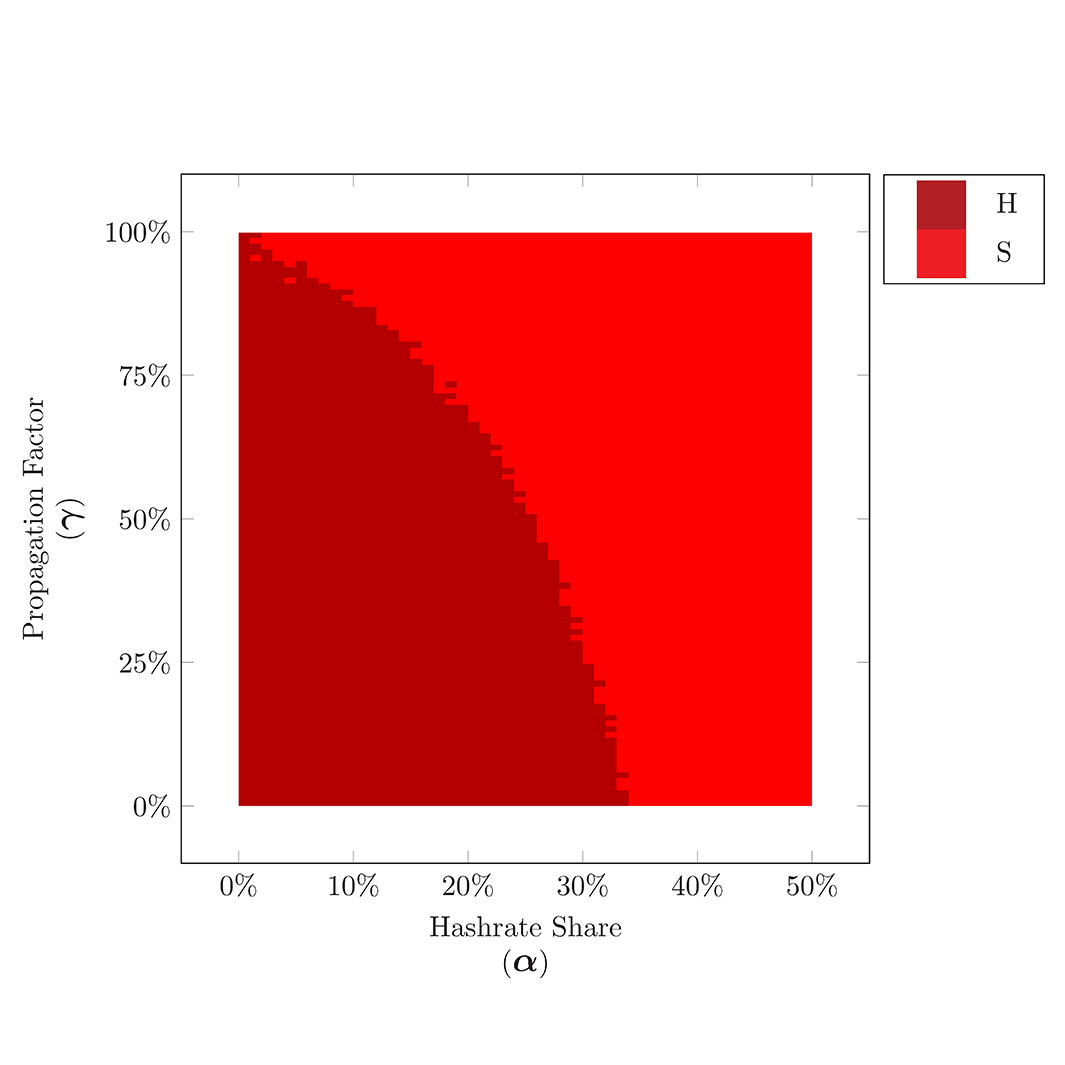 H
S
100%
75%
50%
25%
0%
Propagation Factor
(γ)
0% 10% 20% 30% 40% 50%
Hashrate Share
(α)